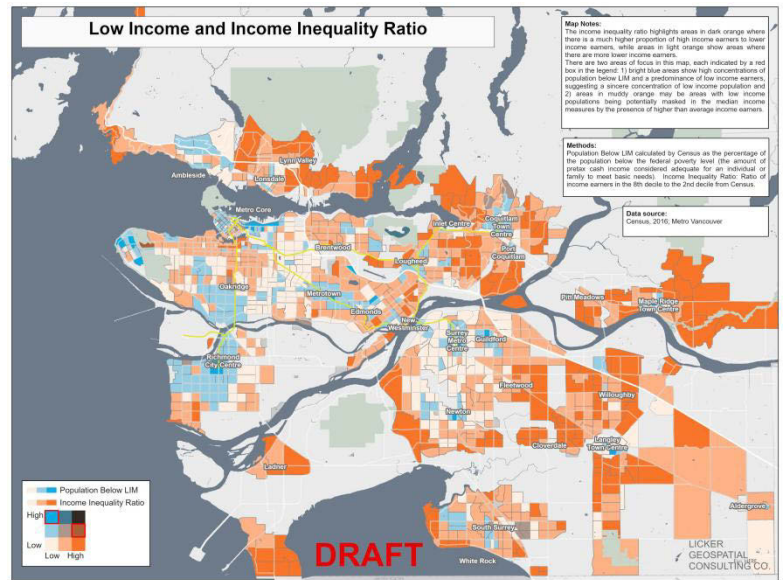 Low Income and Income Inequality Ratio
Map Notes:
The income inequality ratio highlights areas in dark orange where
there is a much higher proportion of high income earners to lower
income earners, while areas in light orange show areas where
there are more lower income earners.
There are two areas of focus in this map, each indicated by a red
box in the legend: 1) bright blue areas show high concentrations of
population below LIM and a predominance of low income earners,
suggesting a sincere concentration of low income population and
2) areas in muddy orange may be areas with low income
populations being potentially masked in the median income
measures by the presence of higher than average income earners.
Methods:
Population Below LIM calculated by Census as the percentage of
the population below the federal poverty level (the amount of
pretax cash income considered adequate for an individual or
family to meet basic needs). Income Inequality Ratio: Ratio of
income earners in the 8th decile to the 2nd decile from Census.
Data source:
Census, 2016; Metro Vancouver
Lynn Valley
Ambleside
Lonsdale
Metro Core
Inlet Centre
Coquitlam
Town
Centre
Brentwood
Lougheed
Port
Coquitlam
Oakridge
Metrotown
Edmonds
New
Westminster
Pitt Meadows
Maple Ridge
Town Centre
Surrey
Metro
Centre
Guildford
Richmond
City Centre
Fleetwood
Willoughby
Newton
Cloverdale
Langley
Town Centre
Ladner
Aldergrove
South Surrey
White Rock
Population Below LIM
Income Inequality Ratio
High
Low
Low High
DRAFT
LICKER
GEOSPATIAL
CONSULTING CO.